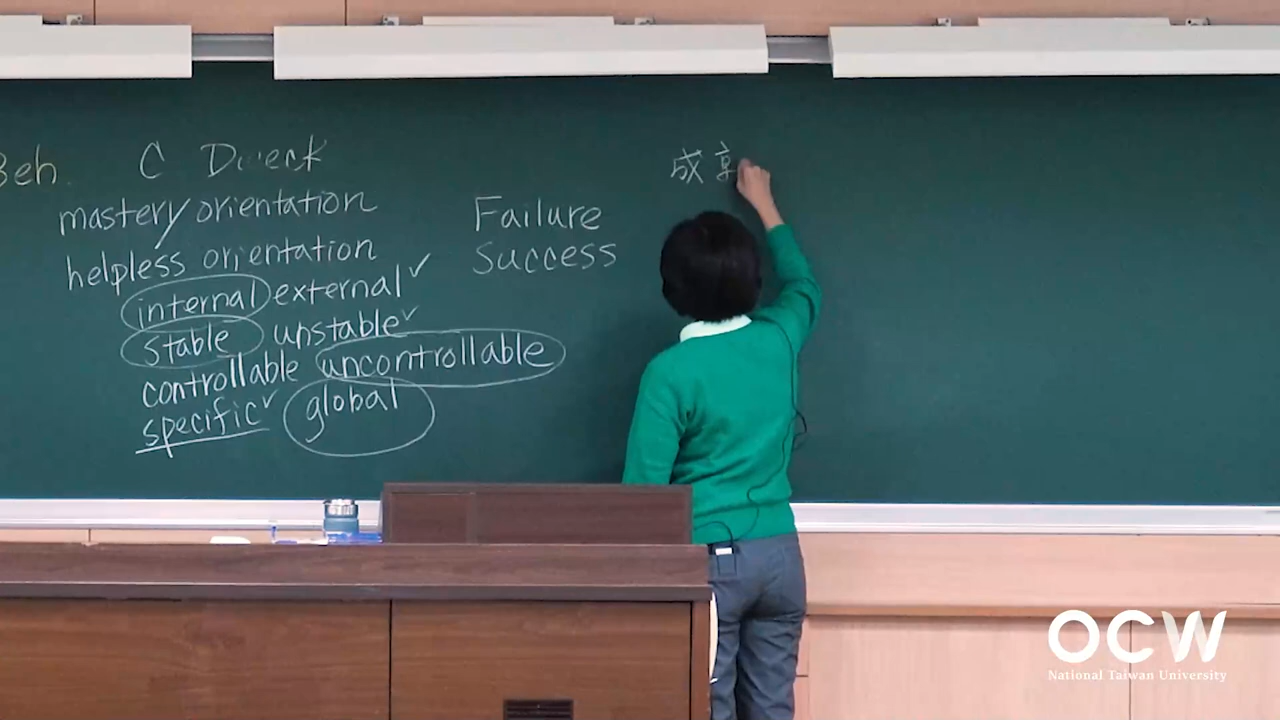 Beh
C Dweck
mastery orientation
helpless orientation
internal external ✓
stable unstable ✓
controllable uncontrollable
specific ✓ global
Failure
Success
成
OCW
National Taiwan University